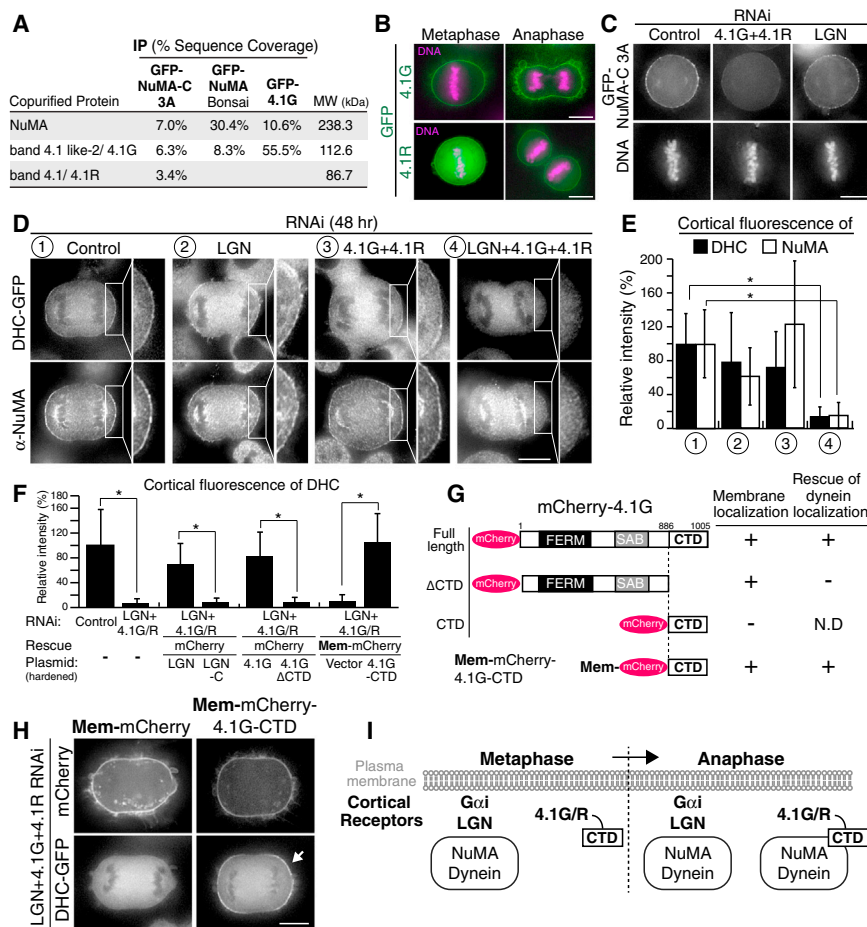 A
IP (% Sequence Coverage)
Copurified Protein GFP-NuMA-C 3A GFP-NuMA Bonsai GFP-4.1G MW (kDa)
NuMA 7.0% 30.4% 10.6% 238.3
band 4.1 like-2/ 4.1G 6.3% 8.3% 55.5% 112.6
band 4.1/ 4.1R 3.4% 86.7
B
Metaphase Anaphase
GFP
4.1G
4.1R
DNA
DNA
C
RNAi
Control 4.1G+4.1R LGN
GFP-NuMA-C 3A
DNA
D
RNAi (48 hr)
1 Control 2 LGN 3 4.1G+4.1R 4 LGN+4.1G+4.1R
DHC-GFP
α-NuMA
E
Cortical fluorescence of
DHC NuMA
Relative intensity (%)
200
160
120
80
40
0
* *
1 2 3 4
F
Cortical fluorescence of DHC
Relative intensity (%)
180
160
120
80
40
0
* * * *
RNAi: Control LGN+4.1G/R LGN+4.1G/R LGN+4.1G/R LGN+4.1G/R
Rescue mCherry mCherry Mem-mCherry
Plasmid: - - LGN LGN-C 4.1G 4.1GΔCTD Vector 4.1G-CTD
(hardened)
G
mCherry-4.1G
Membrane localization
Rescue of dynein localization
1 886 1005
Full length mCherry FERM SAB CTD + +
ΔCTD mCherry FERM SAB + -
CTD mCherry CTD - N.D
Mem-mCherry-4.1G-CTD Mem- mCherry CTD + +
H
Mem-mCherry Mem-mCherry-4.1G-CTD
LGN+4.1G+4.1R RNAi
mCherry
DHC-GFP
I
Metaphase Anaphase
Plasma membrane
Cortical Receptors
Gαi
LGN
NuMA
Dynein
4.1G/R
CTD
Gαi
LGN
NuMA
Dynein
4.1G/R
CTD
NuMA
Dynein